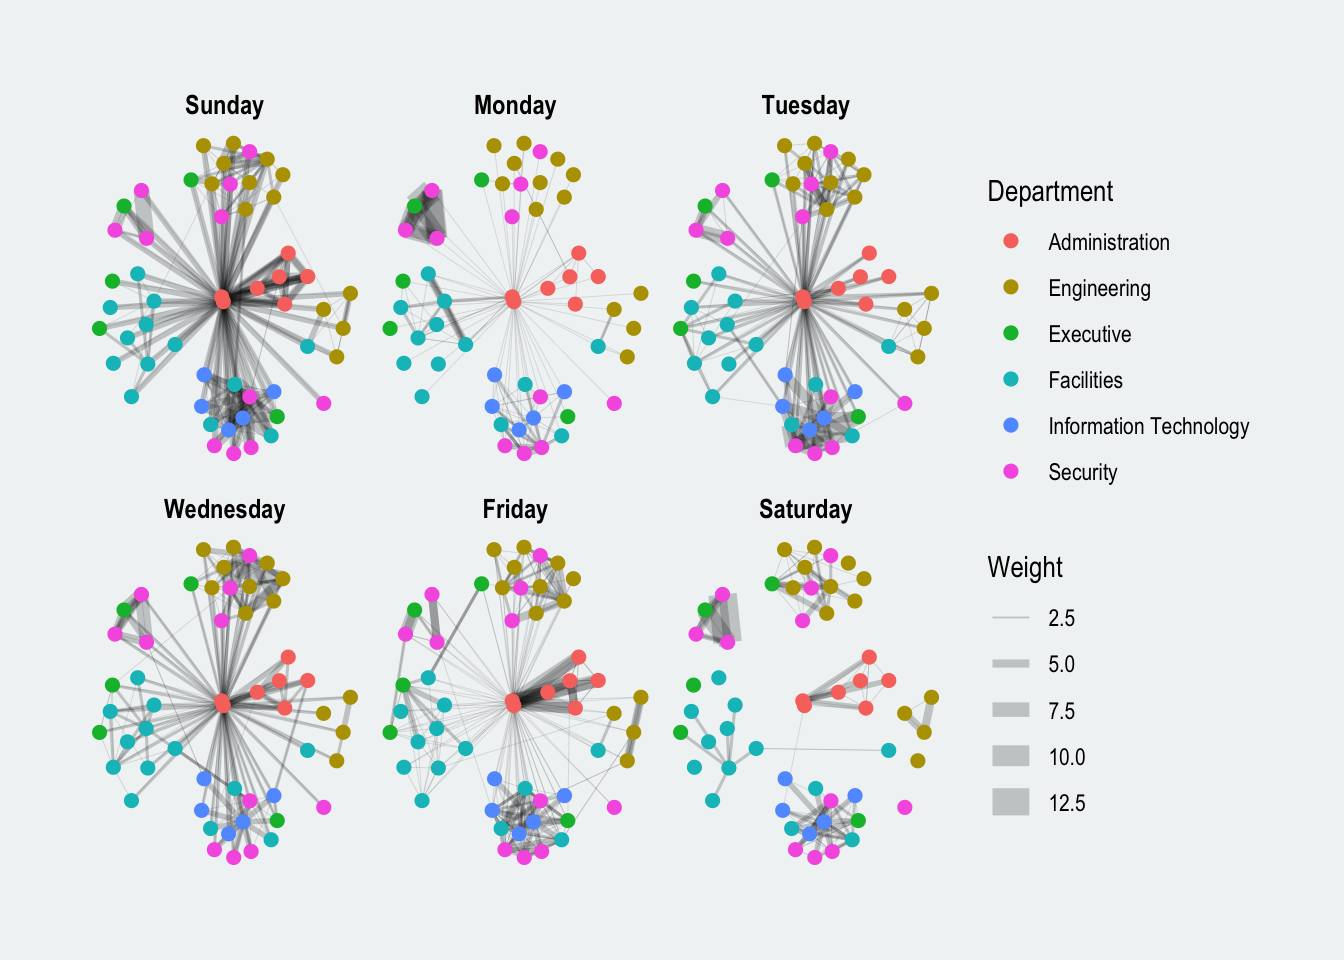 Sunday
Monday
Tuesday
Wednesday
Friday
Saturday
Department
Administration
Engineering
Executive
Facilities
Information Technology
Security
Weight
2.5
5.0
7.5
10.0
12.5